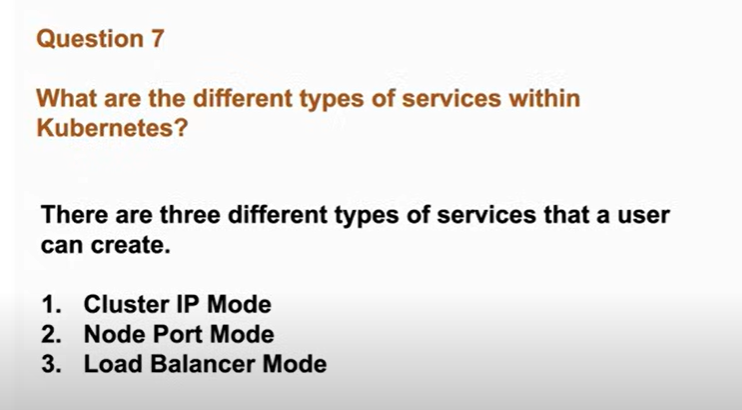 Question 7
What are the different types of services within
Kubernetes?
There are three different types of services that a user
can create.
1. Cluster IP Mode
2. Node Port Mode
3. Load Balancer Mode